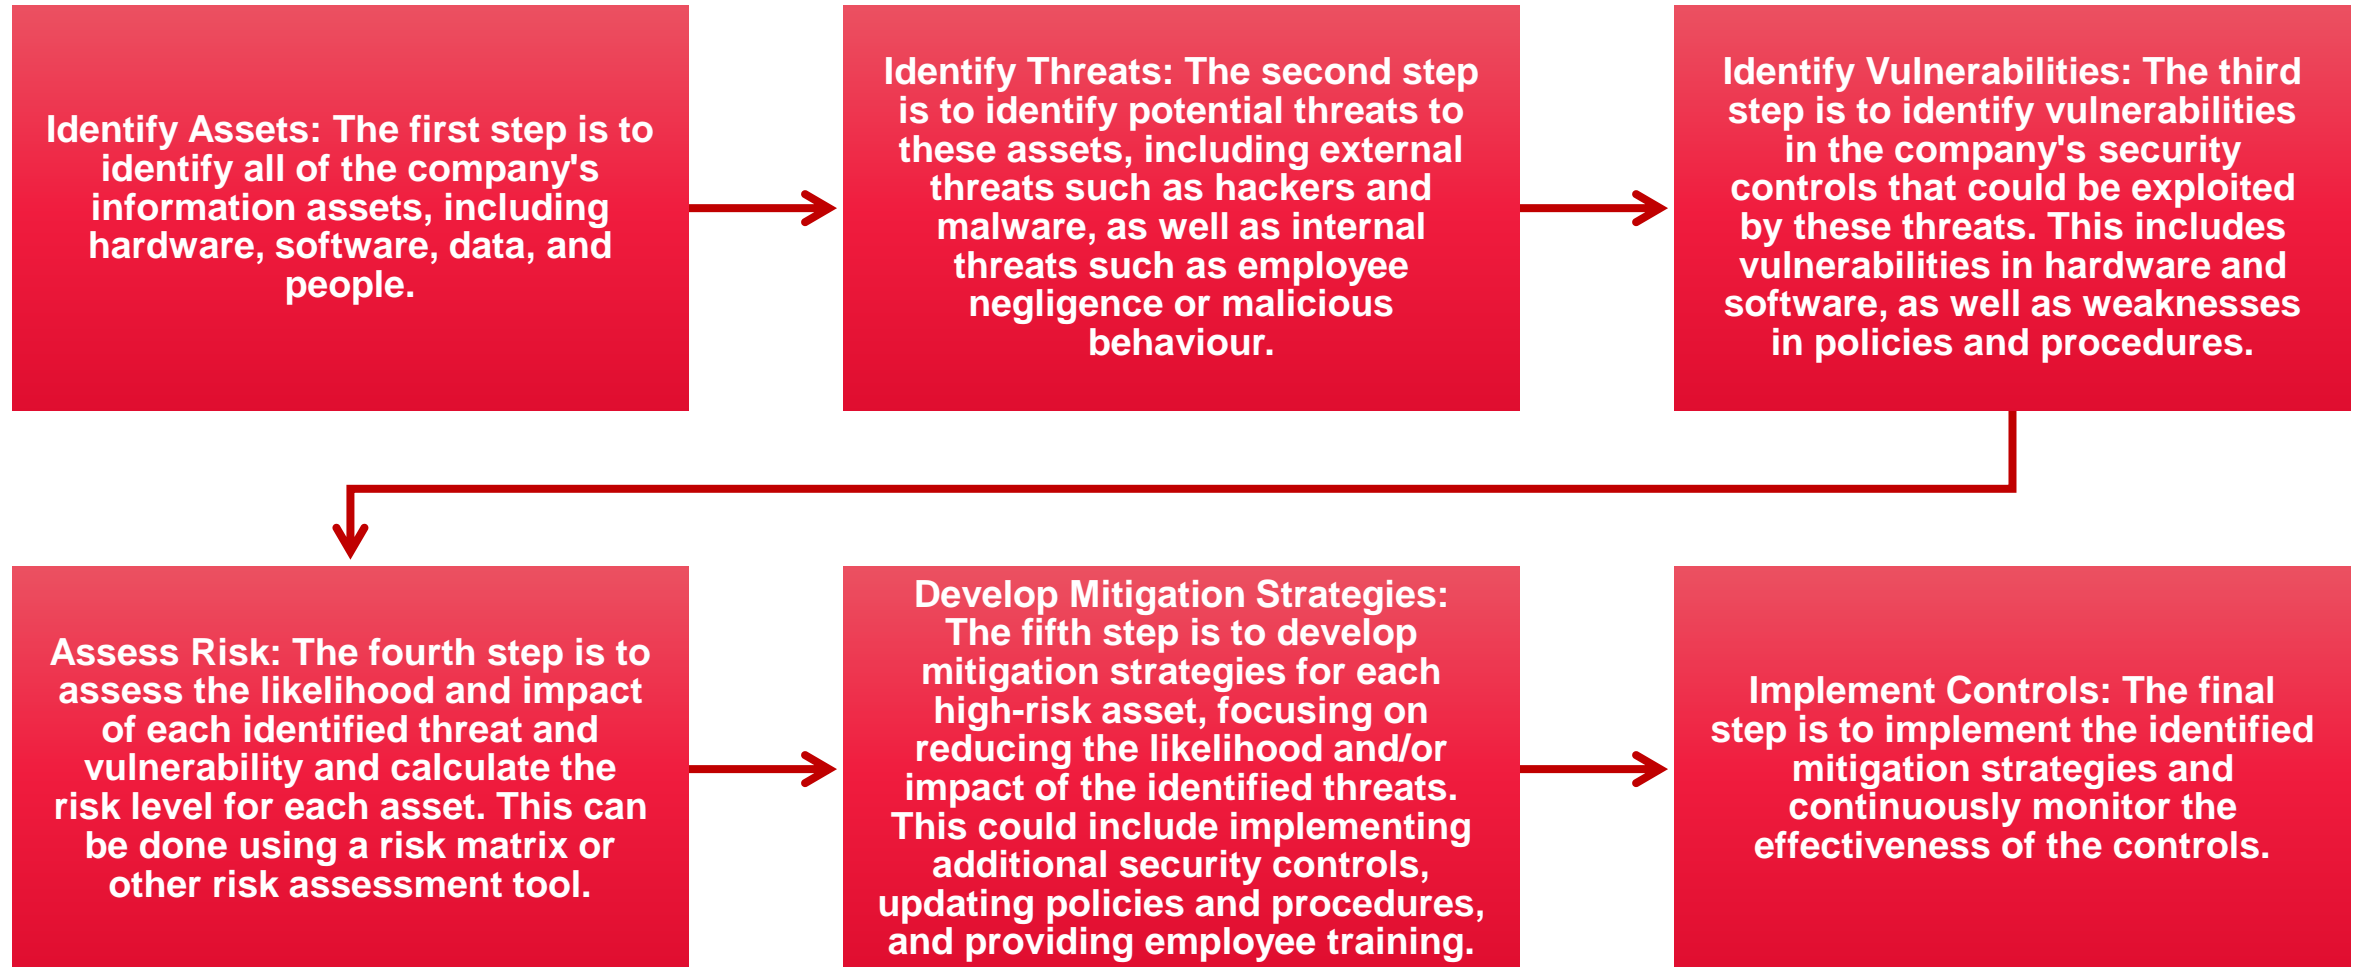 Identify Assets: The first step is to
identify all of the company's
information assets, including
hardware, software, data, and
people.
Identify Threats: The second step
is to identify potential threats to
these assets, including external
threats such as hackers and
malware, as well as internal
threats such as employee
negligence or malicious
behaviour.
Identify Vulnerabilities: The third
step is to identify vulnerabilities
in the company's security
controls that could be exploited
by these threats. This includes
vulnerabilities in hardware and
software, as well as weaknesses
in policies and procedures.
Assess Risk: The fourth step is to
assess the likelihood and impact
of each identified threat and
vulnerability and calculate the
risk level for each asset. This can
be done using a risk matrix or
other risk assessment tool.
Develop Mitigation Strategies:
The fifth step is to develop
mitigation strategies for each
high-risk asset, focusing on
reducing the likelihood and/or
impact of the identified threats.
This could include implementing
additional security controls,
updating policies and procedures,
and providing employee training.
Implement Controls: The final
step is to implement the identified
mitigation strategies and
continuously monitor the
effectiveness of the controls.